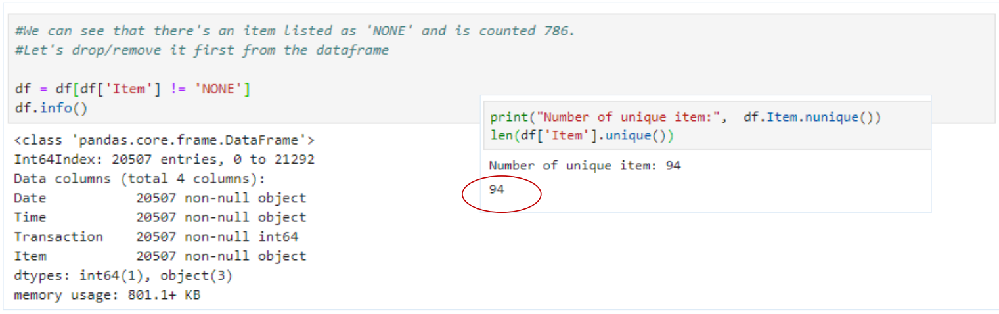 #We can see that there's an item listed as 'NONE' and is counted 786.
#Let's drop/remove it first from the dataframe
df = df[df['Item'] != 'NONE']
df.info()
<class 'pandas.core.frame.DataFrame'>
Int64Index: 20507 entries, 0 to 21292
Data columns (total 4 columns):
Date           20507 non-null object
Time           20507 non-null object
Transaction    20507 non-null int64
Item           20507 non-null object
dtypes: int64(1), object(3)
memory usage: 801.1+ KB
print("Number of unique item:",  df.Item.nunique())
len(df['Item'].unique())
Number of unique item: 94
94